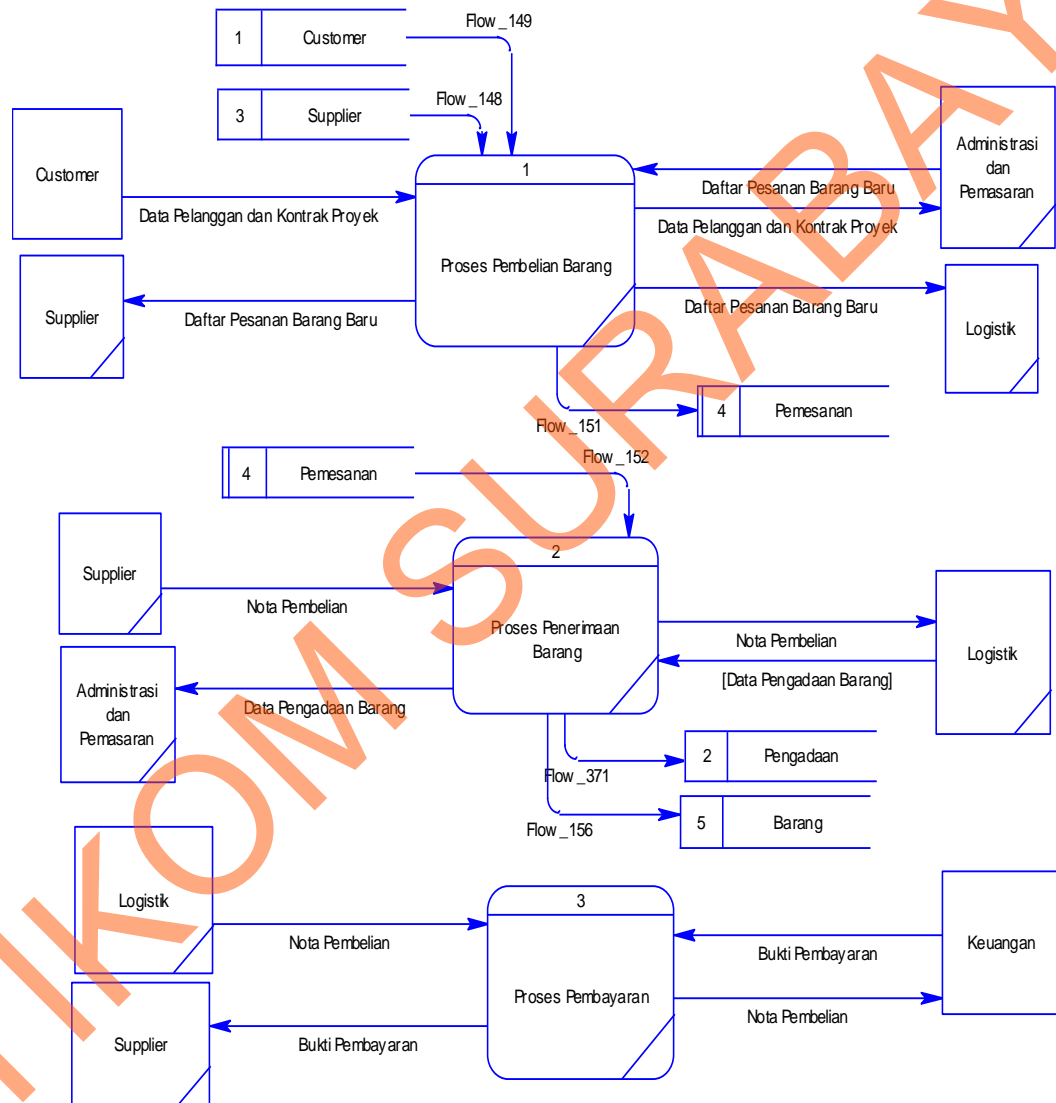 Flow_149
1 Customer
Flow_148
3 Supplier
Customer
Data Pelanggan dan Kontrak Proyek
1
Proses Pembelian Barang
Administrasi
dan
Pemasaran
Daftar Pesanan Barang Baru
Data Pelanggan dan Kontrak Proyek
Supplier
Daftar Pesanan Barang Baru
Daftar Pesanan Barang Baru
Logistik
Flow_151
4 Pemesanan
4 Pemesanan
Flow_152
Supplier
Nota Pembelian
2
Proses Penerimaan
Barang
Nota Pembelian
[Data Pengadaan Barang]
Logistik
Administrasi
dan
Pemasaran
Data Pengadaan Barang
Flow_371
2 Pengadaan
Flow_156
5 Barang
Logistik
Nota Pembelian
3
Proses Pembayaran
Bukti Pembayaran
Keuangan
Nota Pembelian
Supplier
Bukti Pembayaran
IKOM SURABAY